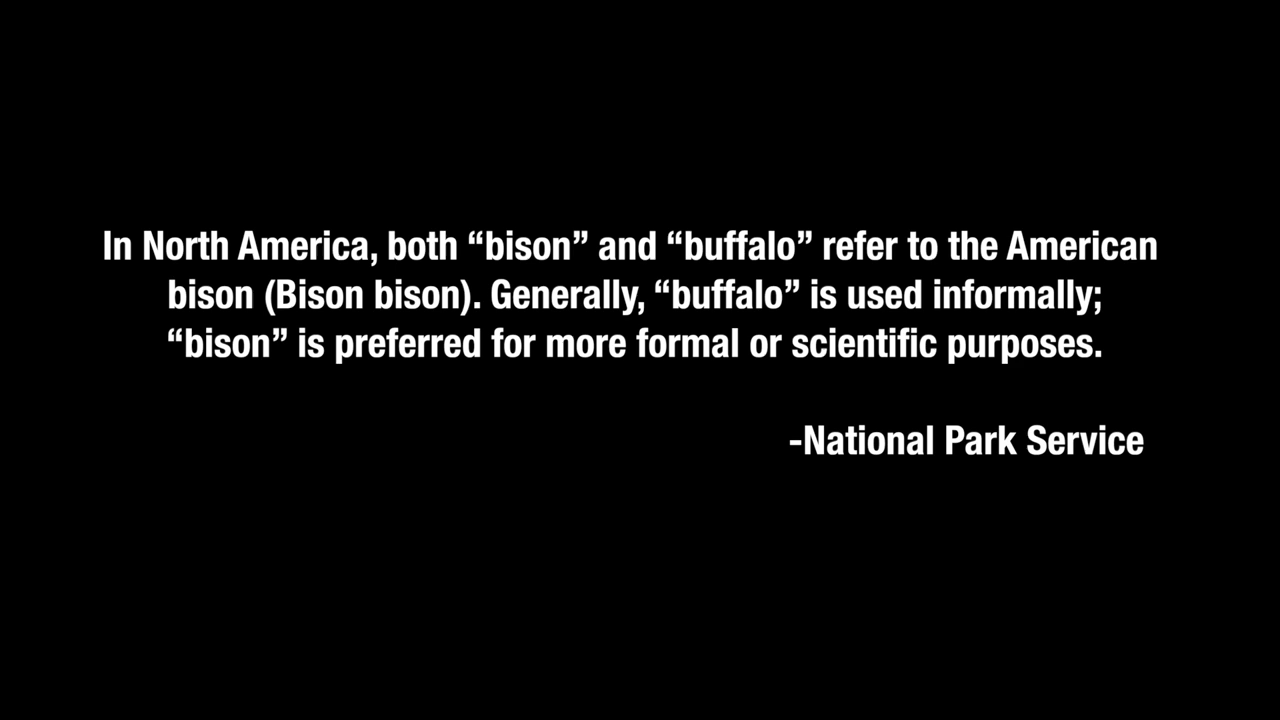 In North America, both “bison” and “buffalo” refer to the American
bison (Bison bison). Generally, “buffalo” is used informally;
“bison” is preferred for more formal or scientific purposes.
-National Park Service